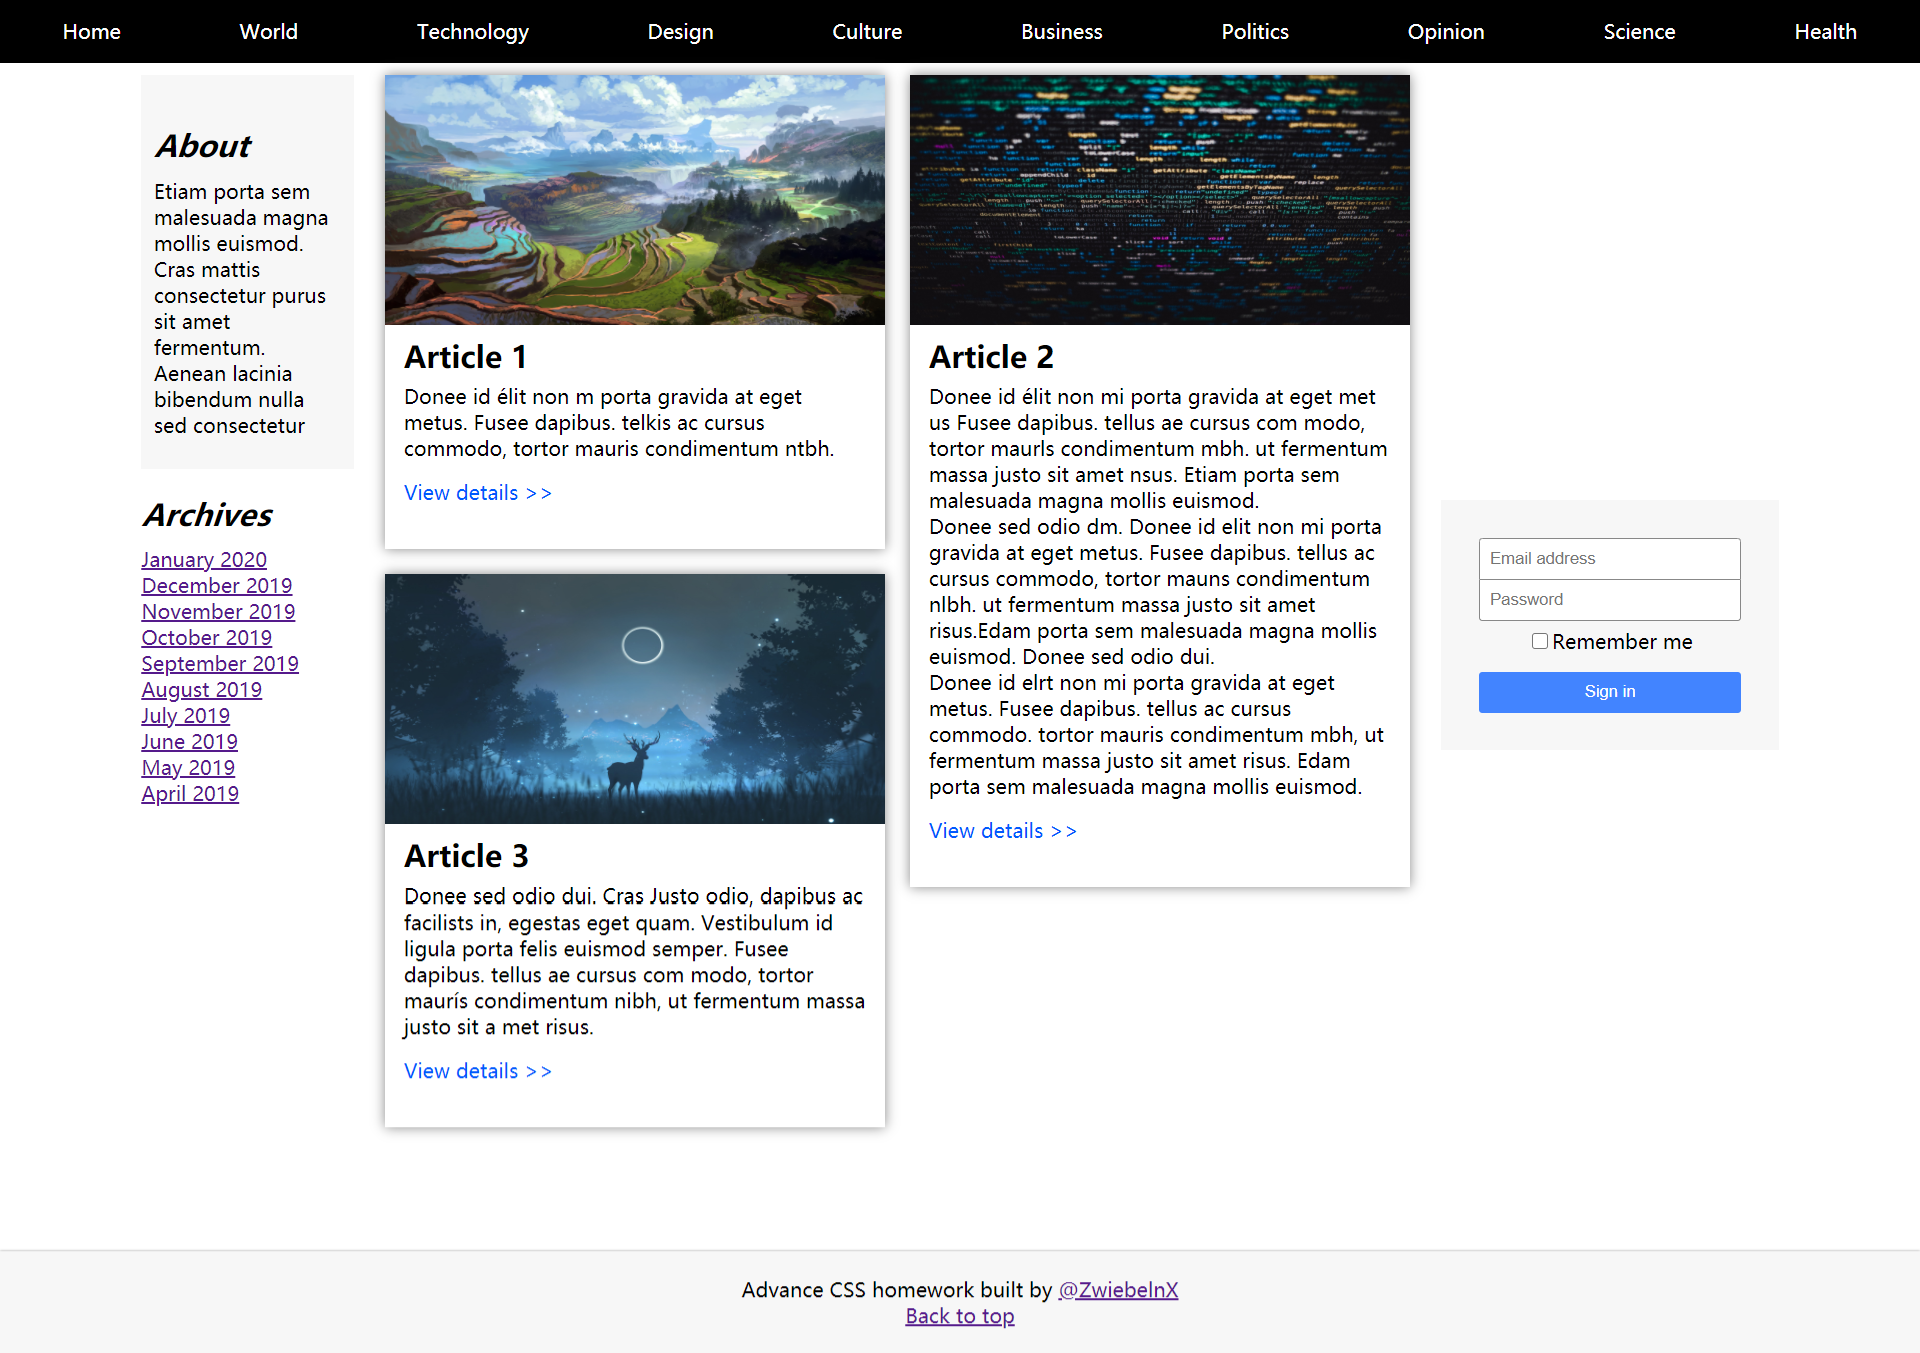 Home World Technology Design Culture Business Politics Opinion Science Health
About
Etiam porta sem
malesuada magna
mollis euismod.
Cras mattis
consectetur purus
sit amet
fermentum.
Aenean lacinia
bibendum nulla
sed consectetur
Archives
January 2020
December 2019
November 2019
October 2019
September 2019
August 2019
July 2019
June 2019
May 2019
April 2019
Article 1
Donee id élit non m porta gravida at eget
metus. Fusee dapibus. telkis ac cursus
commodo, tortor mauris condimentum ntbh.
View details >>
Article 3
Donee sed odio dui. Cras Justo odio, dapibus ac
facilists in, egestas eget quam. Vestibulum id
ligula porta felis euismod semper. Fusee
dapibus. tellus ae cursus com modo, tortor
maurís condimentum nibh, ut fermentum massa
justo sit a met risus.
View details >>
Article 2
Donee id élit non mi porta gravida at eget met
us Fusee dapibus. tellus ae cursus com modo,
tortor maurls condimentum mbh. ut fermentum
massa justo sit amet nsus. Etiam porta sem
malesuada magna mollis euismod.
Donee sed odio dm. Donee id elit non mi porta
gravida at eget metus. Fusee dapibus. tellus ac
cursus commodo, tortor mauns condimentum
nlbh. ut fermentum massa justo sit amet
risus.Edam porta sem malesuada magna mollis
euismod. Donee sed odio dui.
Donee id elrt non mi porta gravida at eget
metus. Fusee dapibus. tellus ac cursus
commodo. tortor mauris condimentum mbh, ut
fermentum massa justo sit amet risus. Edam
porta sem malesuada magna mollis euismod.
View details >>
Email address
Password
Remember me
Sign in
Advance CSS homework built by @ZwiebelnX
Back to top